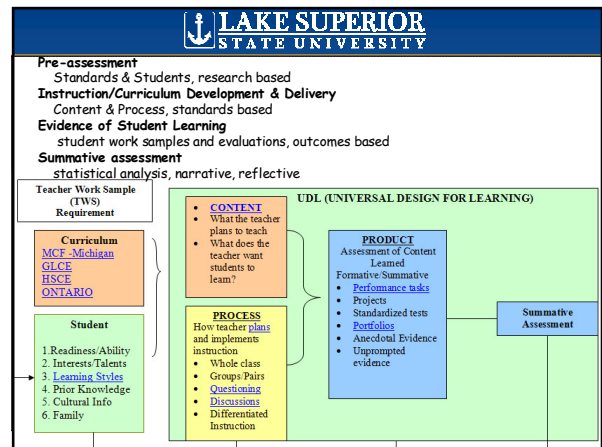 LAKE SUPERIOR
STATE UNIVERSITY
Pre-assessment
Standards & Students, research based
Instruction/Curriculum Development & Delivery
Content & Process, standards based
Evidence of Student Learning
student work samples and evaluations, outcomes based
Summative assessment
statistical analysis, narrative, reflective
Teacher Work Sample
(TWS)
Requirement
Curriculum
MCF -Michigan
GLCE
HSCE
ONTARIO
Student
1.Readiness/Ability
2. Interests/Talents
3. Learning Styles
4. Prior Knowledge
5. Cultural Info
6. Family
UDL (UNIVERSAL DESIGN FOR LEARNING)
• CONTENT
• What the teacher
plans to teach
• What does the
teacher want
students to
learn?
PROCESS
How teacher plans
and implements
instruction
• Whole class
• Groups/Pairs
• Questioning
• Discussions
• Differentiated
Instruction
PRODUCT
Assessment of Content
Learned
Formative/Summative
• Performance tasks
• Projects
• Standardized tests
• Portfolios
• Anecdotal Evidence
• Unprompted
evidence
Summative
Assessment